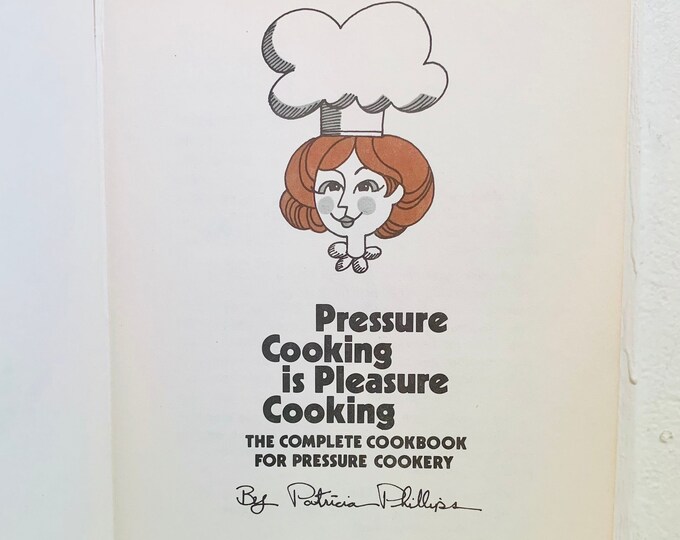 Pressure
Cooking
is Pleasure
Cooking
THE COMPLETE COOKBOOK
FOR PRESSURE COOKERY
By Patricia Phillips